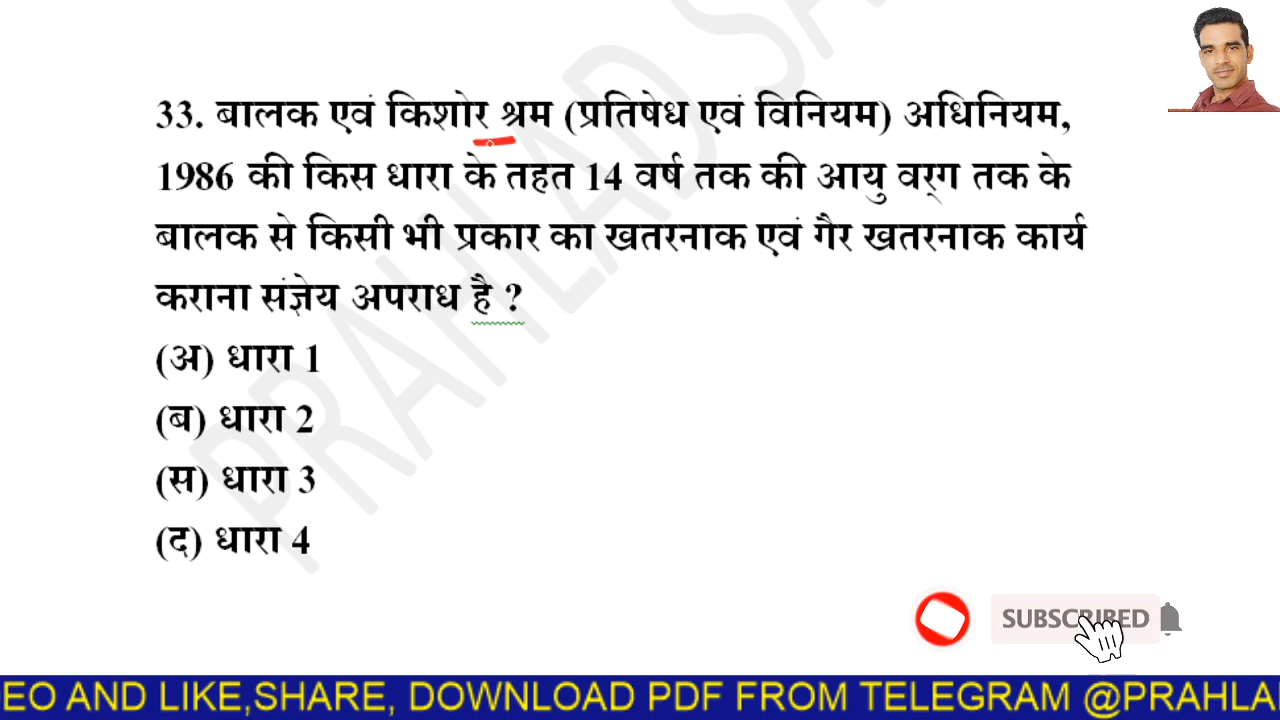 33. बालक एवं किशोर श्रम (प्रतिषेध एवं विनियम) अधिनियम,
1986 की किस धारा के तहत 14 वर्ष तक की आयु वर्ग तक के
बालक से किसी भी प्रकार का खतरनाक एवं गैर खतरनाक कार्य
कराना संज्ञेय अपराध है ?
(अ) धारा 1
(ब) धारा 2
(स) धारा 3
(द) धारा 4
PRAHLAD SA
SUBSCRIBED
EO AND LIKE,SHARE, DOWNLOAD PDF FROM TELEGRAM @PRAHLA